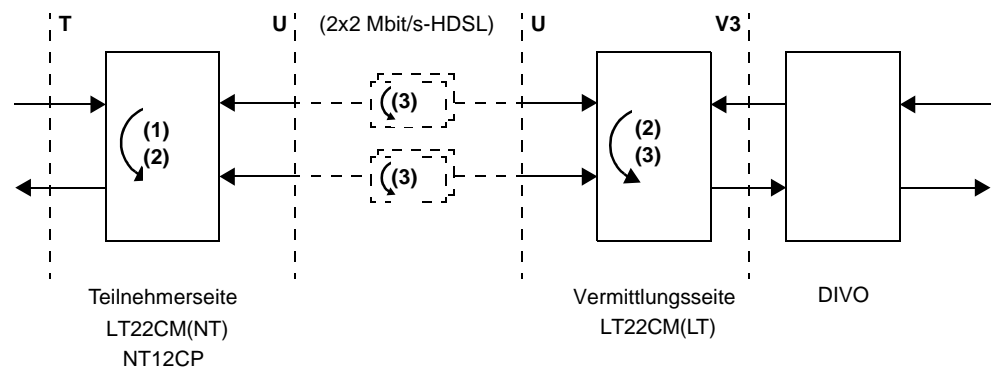 T
U
(2x2 Mbit/s-HDSL)
U
V3
(1)
(2)
(3)
(3)
(2)
(3)
Teilnehmerseite
LT22CM(NT)
NT12CP
Vermittlungsseite
LT22CM(LT)
DIVO